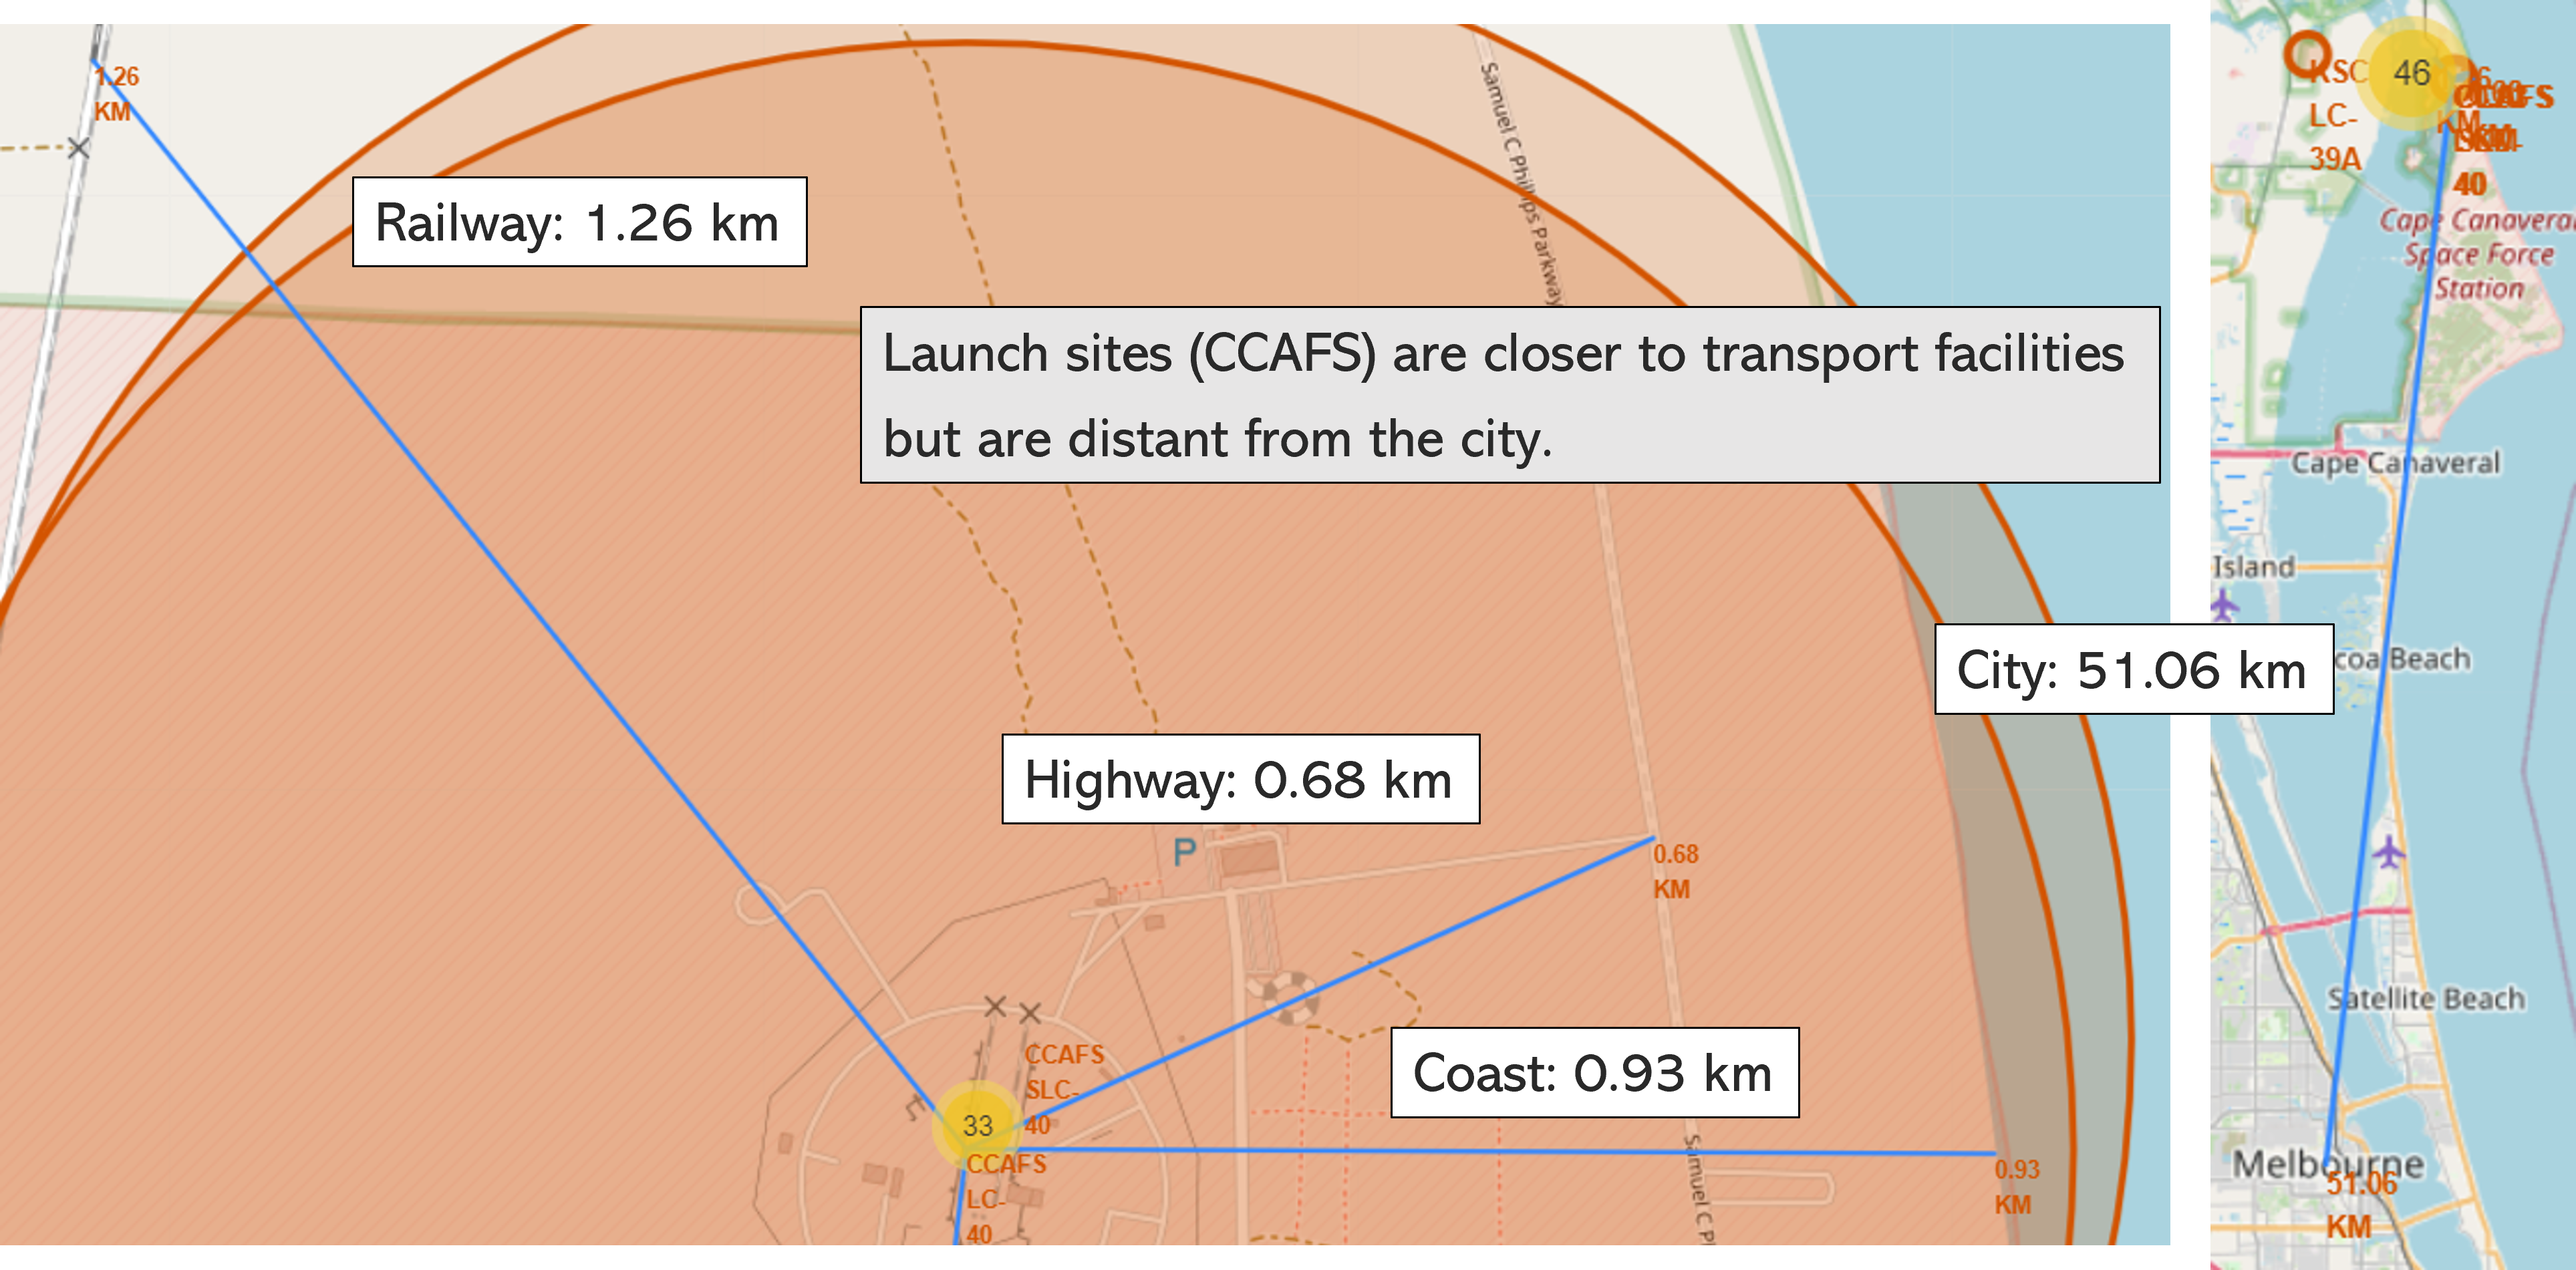 1.26
KM
Railway: 1.26 km
Samuel C Phillips Parkway
Launch sites (CCAFS) are closer to transport facilities
but are distant from the city.
Highway: 0.68 km
P
0.68
KM
Coast: 0.93 km
CCAFS
SLC-
40
33
CCAFS
LC-
40
Samuel C P
0.93
KM
City: 51.06 km
KSC
LC-
39A
46
40
Cape Canaveral
Space Force
Station
Cape Canaveral
Island
coa Beach
Satellite Beach
Melbourne
51.06
KM